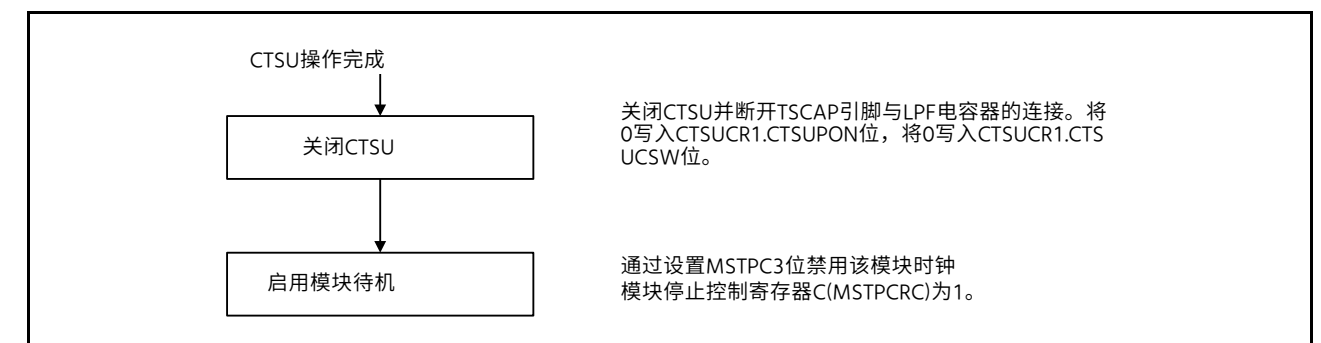 CTSU操作完成
关闭CTSU并断开TSCAP引脚与LPF电容器的连接。将
0写入CTSUCR1.CTSUPON位，将0写入CTSUCR1.CTS
UCSW位。
关闭CTSU
通过设置MSTPC3位禁用该模块时钟
模块停止控制寄存器C(MSTPCRC)为1。
启用模块待机